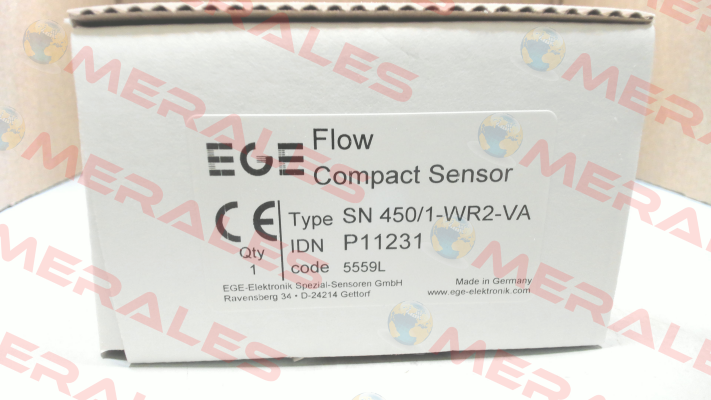 EGE
Flow
Compact Sensor
CE
Type SN 450/1-WR2-VA
IDN P11231
Qty
1
code 5559L
EGE-Elektronik Spezial-Sensoren GmbH
Ravensberg 34 • D-24214 Gettorf
Made in Germany
www.ege-elektronik.com
MERALES
MERALES
MERALES
MERALES
MERALES
MERALES